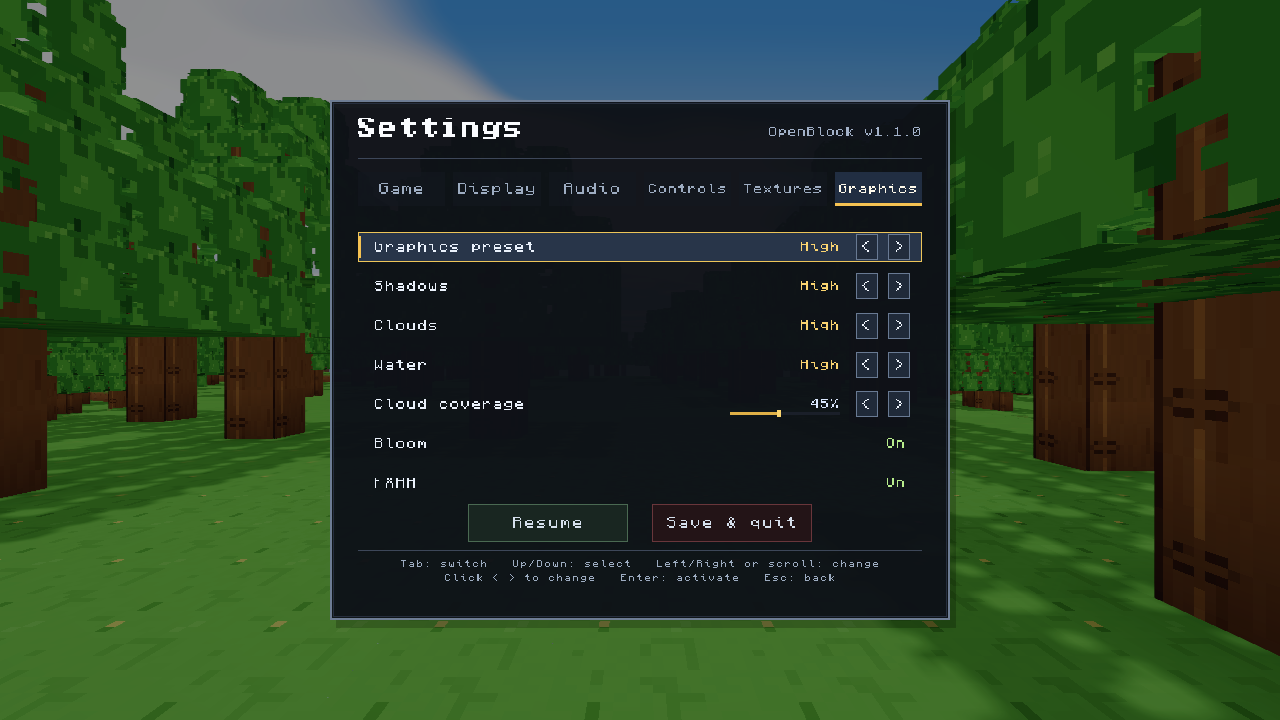 Settings
OpenBlook v1.1.0
Game Display Audio Controls Textures Graphics
Graphics preset High < >
Shadows High < >
Clouds High < >
Water High < >
Cloud coverage 45% < >
Bloom On
On
Resume Save & quit
Tab: switch Up/Down: select Left/Right or scroll: change
Click < > to change Enter: activate Esc: back